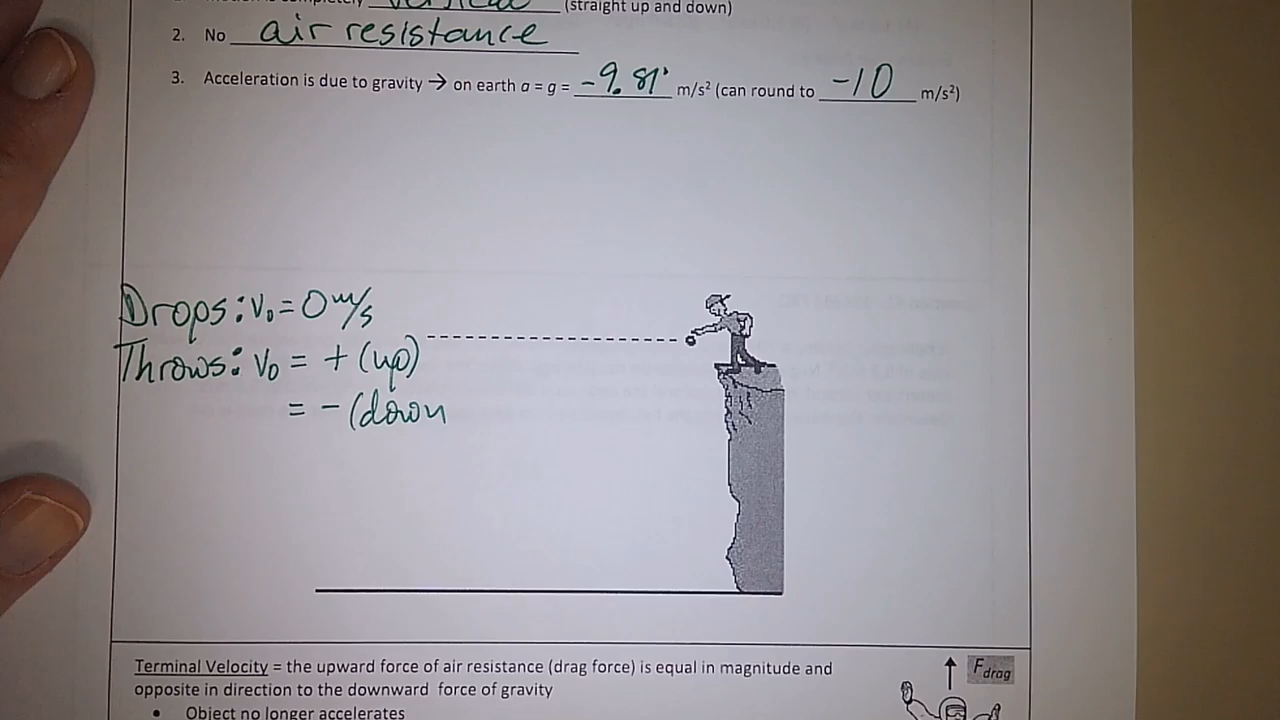 vertical (straight up and down)
2. No air resistance
3. Acceleration is due to gravity → on earth a = g = -9.81 m/s² (can round to -10 m/s²)
Drops: v₀ = 0 m/s
Throws: v₀ = + (up)
= - (down
Terminal Velocity = the upward force of air resistance (drag force) is equal in magnitude and
opposite in direction to the downward force of gravity
F drag
• Object no longer accelerates